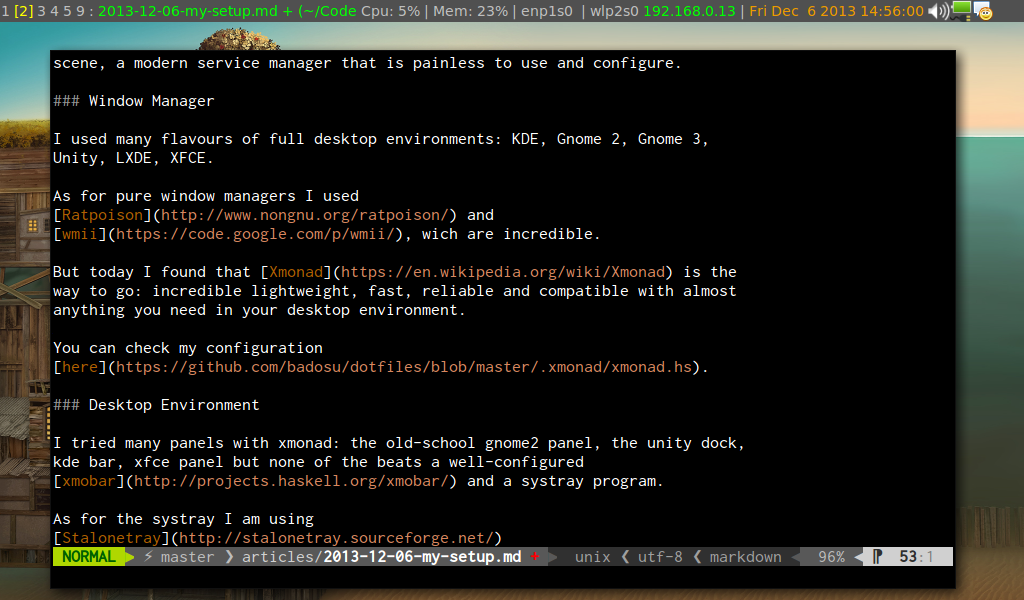 1 [2] 3 4 5 9 : 2013-12-06-my-setup.md + (~/Code Cpu: 5% | Mem: 23% | enp1s0 | wlp2s0 192.168.0.13 | Fri Dec 6 2013 14:56:00
scene, a modern service manager that is painless to use and configure.
### Window Manager
I used many flavours of full desktop environments: KDE, Gnome 2, Gnome 3,
Unity, LXDE, XFCE.
As for pure window managers I used
[Ratpoison](http://www.nongnu.org/ratpoison/) and
[wmii](https://code.google.com/p/wmii/), wich are incredible.
But today I found that [Xmonad](https://en.wikipedia.org/wiki/Xmonad) is the
way to go: incredible lightweight, fast, reliable and compatible with almost
anything you need in your desktop environment.
You can check my configuration
[here](https://github.com/badosu/dotfiles/blob/master/.xmonad/xmonad.hs).
### Desktop Environment
I tried many panels with xmonad: the old-school gnome2 panel, the unity dock,
kde bar, xfce panel but none of the beats a well-configured
[xmobar](http://projects.haskell.org/xmobar/) and a systray program.
As for the systray I am using
[Stalonetray](http://stalonetray.sourceforge.net/)
NORMAL ⚡ master ❯ articles/2013-12-06-my-setup.md + unix ❮ utf-8 ❮ markdown 96% ⁋ 53:1